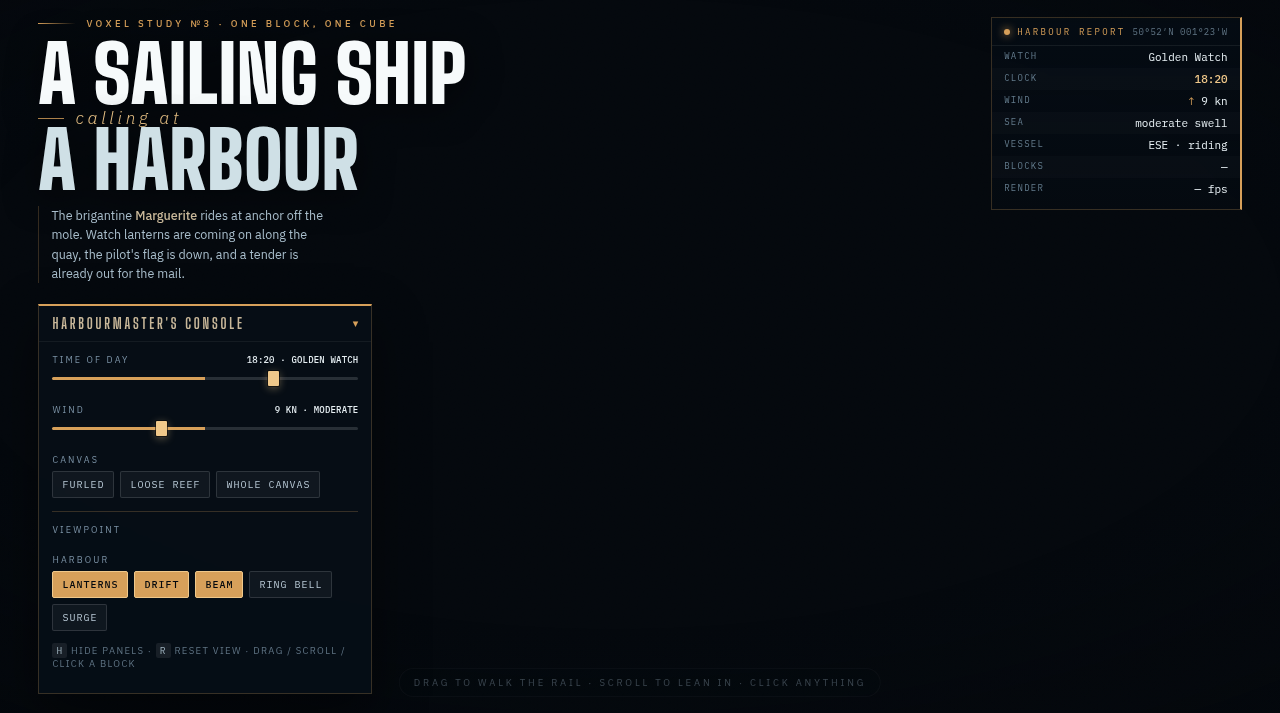 VOXEL STUDY №3 · ONE BLOCK, ONE CUBE
A SAILING SHIP
calling at
A HARBOUR
The brigantine Marguerite rides at anchor off the
mole. Watch lanterns are coming on along the
quay, the pilot's flag is down, and a tender is
already out for the mail.
HARBOURMASTER'S CONSOLE ▾
TIME OF DAY 18:20 · GOLDEN WATCH
WIND 9 KN · MODERATE
CANVAS
FURLED LOOSE REEF WHOLE CANVAS
VIEWPOINT
HARBOUR
LANTERNS DRIFT BEAM RING BELL
SURGE
H HIDE PANELS · R RESET VIEW · DRAG / SCROLL /
CLICK A BLOCK
HARBOUR REPORT 50°52'N 001°23'W
WATCH Golden Watch
CLOCK 18:20
WIND ↑ 9 kn
SEA moderate swell
VESSEL ESE · riding
BLOCKS —
RENDER — fps
DRAG TO WALK THE RAIL · SCROLL TO LEAN IN · CLICK ANYTHING